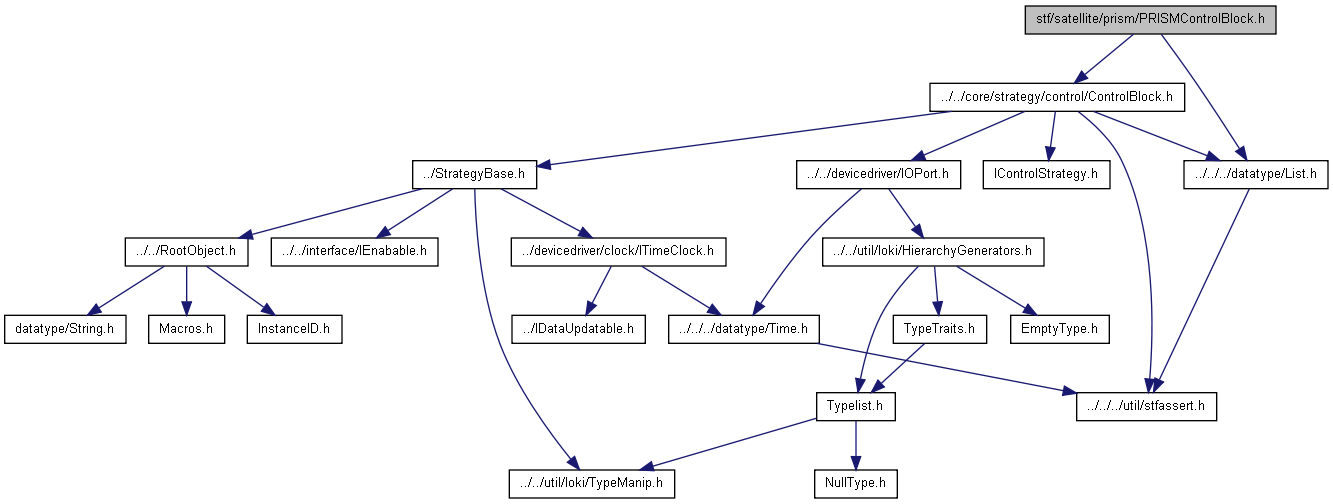 stf/satellite/prism/PRISMControlBlock.h
../../core/strategy/control/ControlBlock.h
../StrategyBase.h
../../devicedriver/IOPort.h
IControlStrategy.h
../../../datatype/List.h
../../RootObject.h
../../interface/IEnabable.h
../devicedriver/clock/ITimeClock.h
../../util/loki/HierarchyGenerators.h
datatype/String.h
Macros.h
InstanceID.h
../IDataUpdatable.h
../../../datatype/Time.h
TypeTraits.h
EmptyType.h
Typelist.h
../../../util/stfassert.h
../../util/loki/TypeManip.h
NullType.h